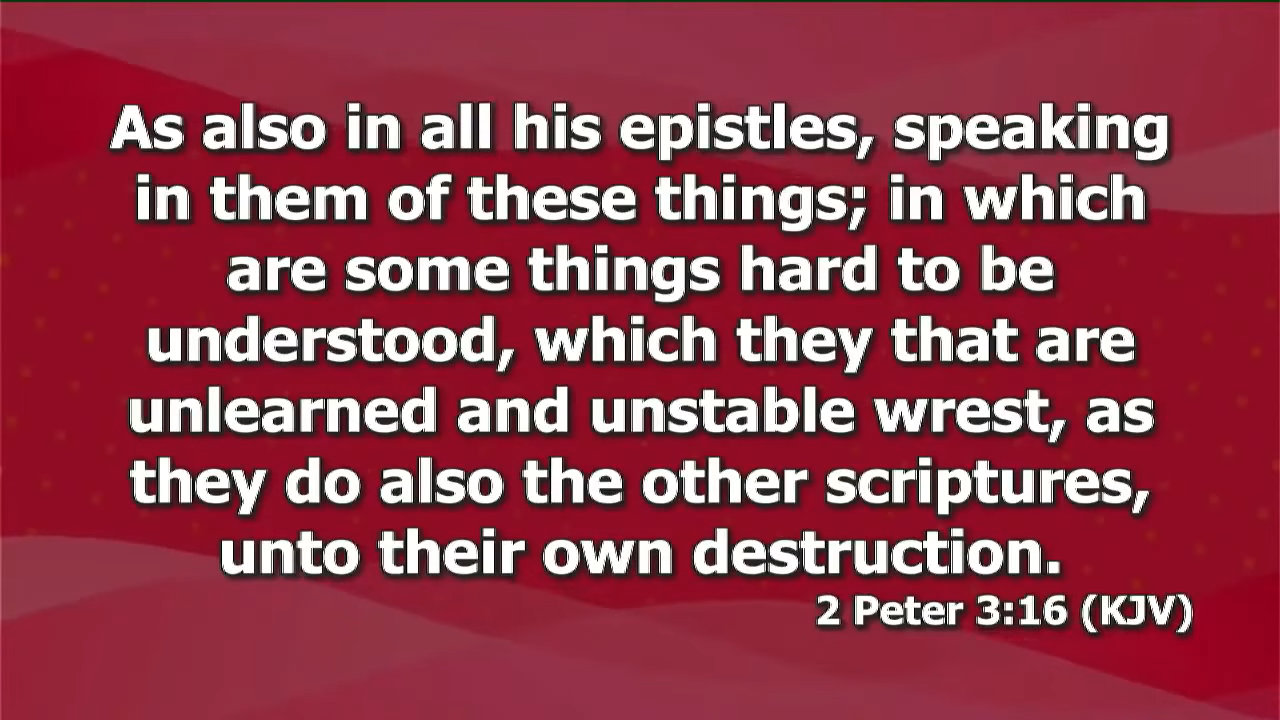 As also in all his epistles, speaking
in them of these things; in which
are some things hard to be
understood, which they that are
unlearned and unstable wrest, as
they do also the other scriptures,
unto their own destruction.
2 Peter 3:16 (KJV)